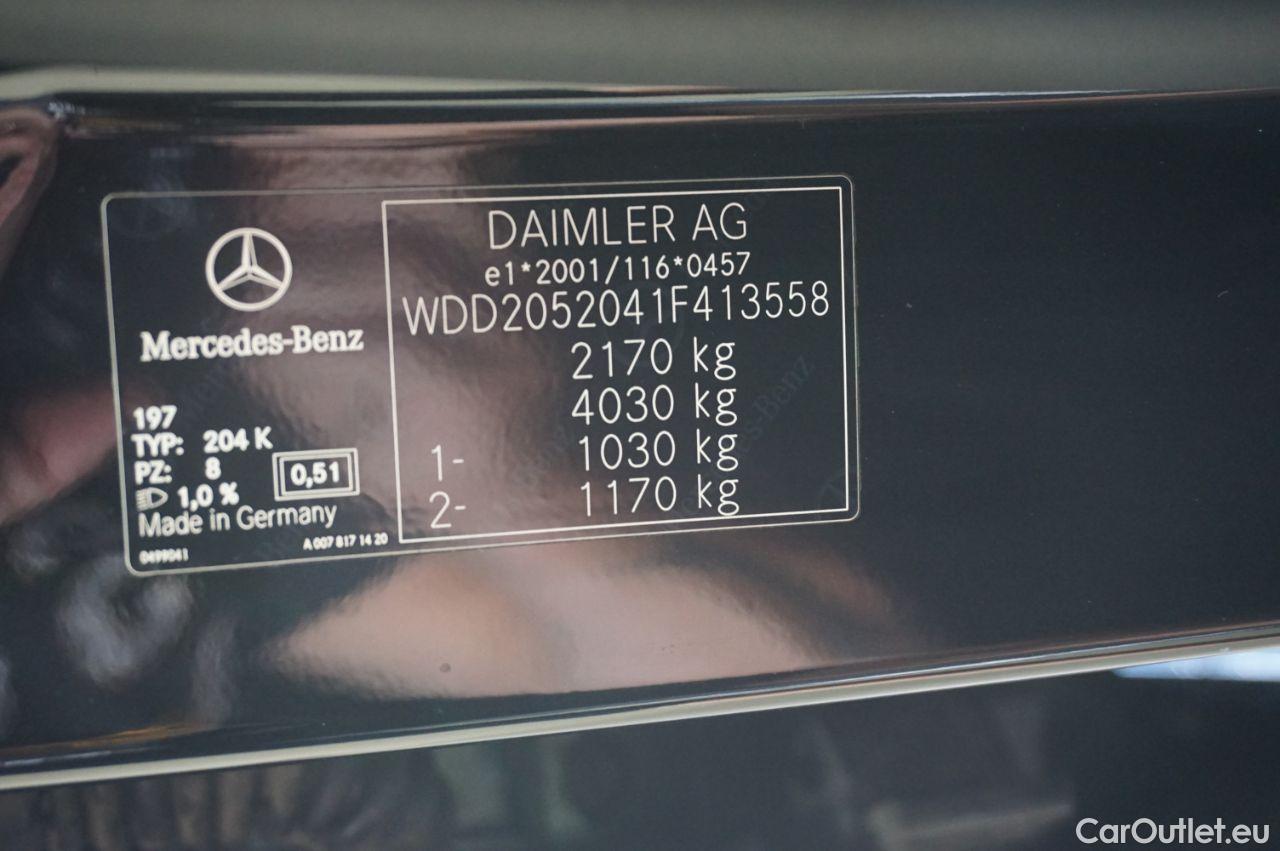 DAIMLER AG
e1*2001/116*0457
WDD2052041F413558
2170 kg
4030 kg
1- 1030 kg
2- 1170 kg
Mercedes-Benz
197
TYP: 204 K
PZ: 8
0,51
1,0 %
Made in Germany
0499041
A 007 817 14 20
CarOutlet.eu